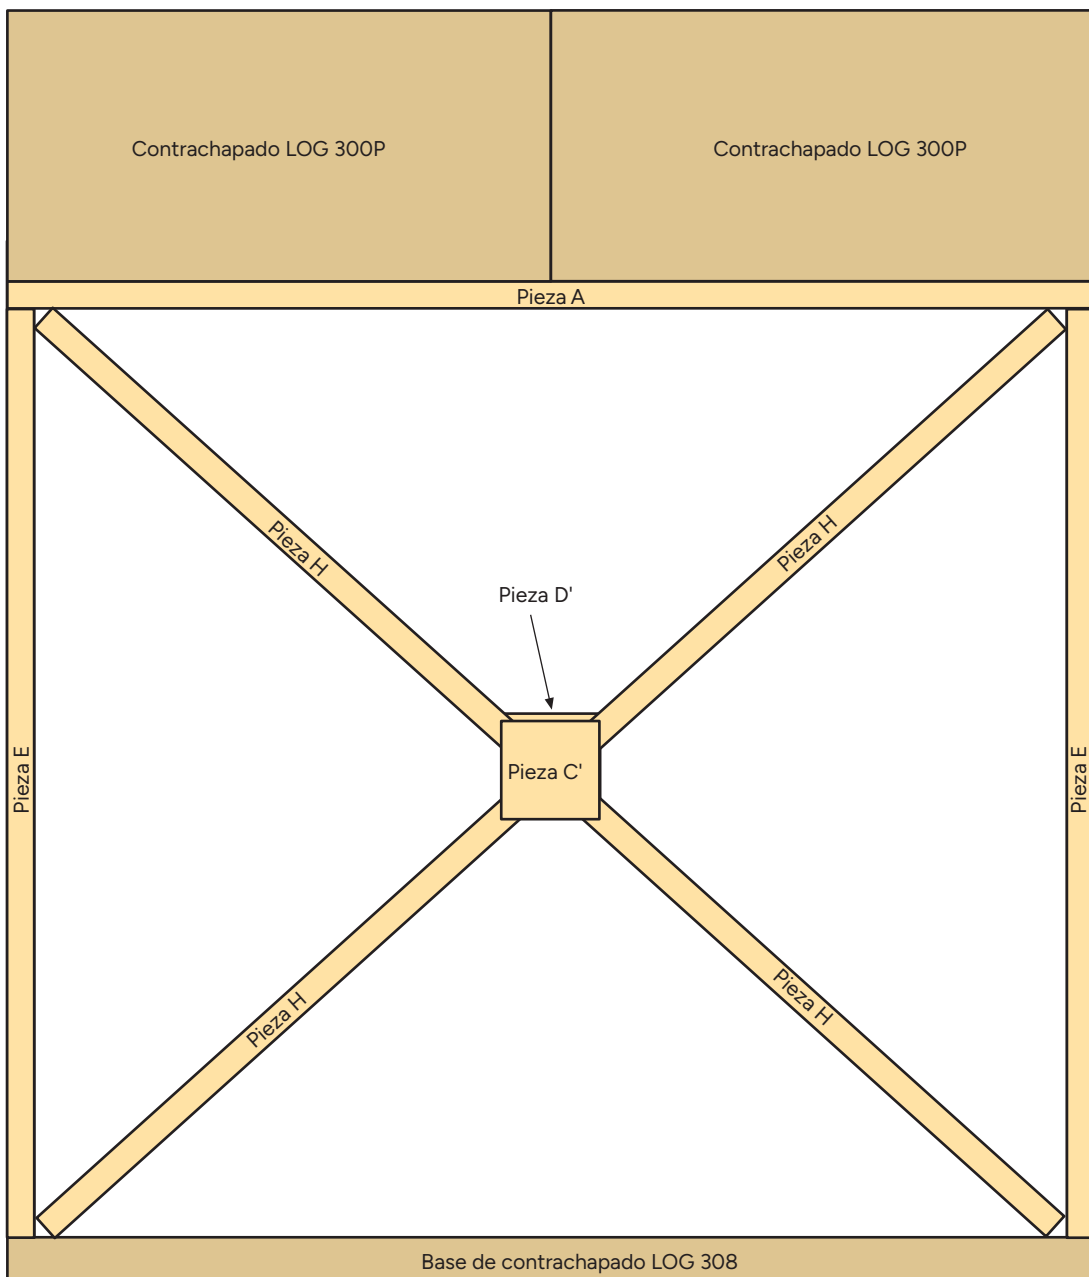 Contrachapado LOG 300P
Contrachapado LOG 300P
Pieza A
Pieza H
Pieza H
Pieza D'
Pieza E
Pieza C'
Pieza E
Pieza H
Pieza H
Base de contrachapado LOG 308